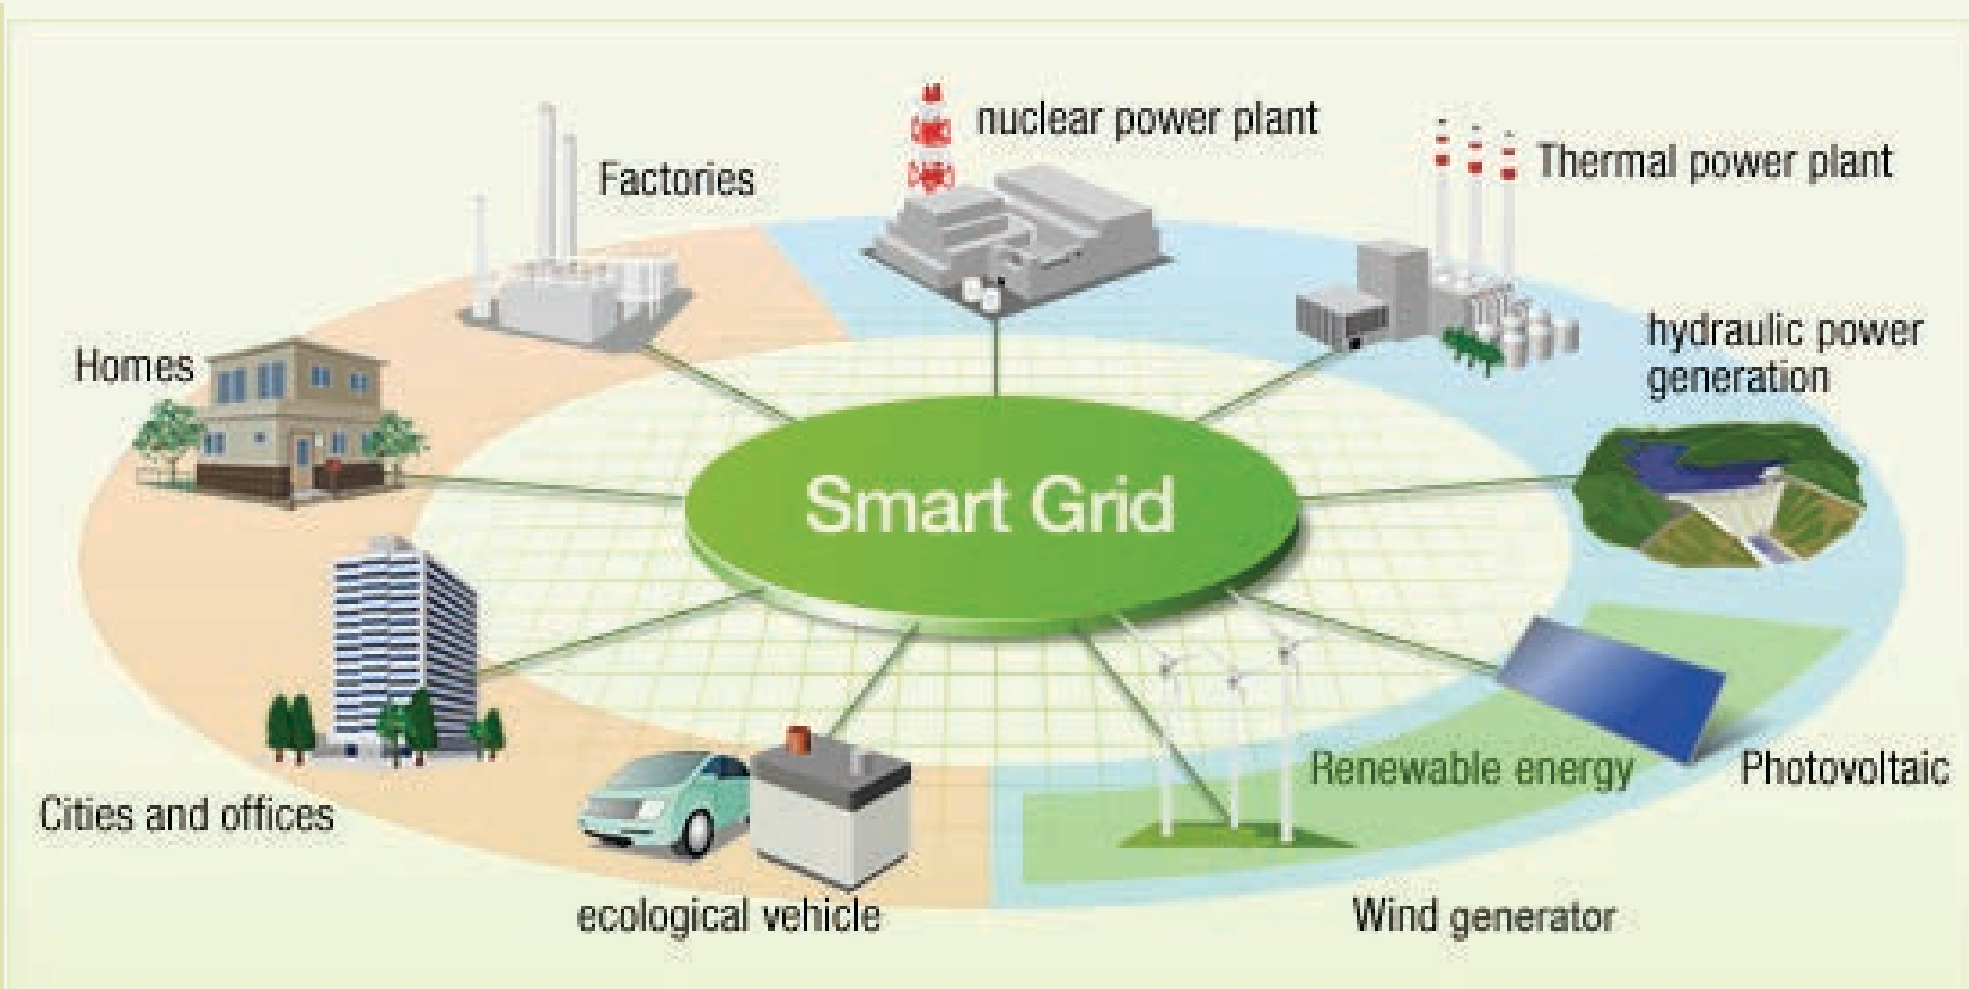 nuclear power plant
Thermal power plant
Factories
hydraulic power
generation
Homes
Smart Grid
Renewable energy
Photovoltaic
Cities and offices
ecological vehicle
Wind generator